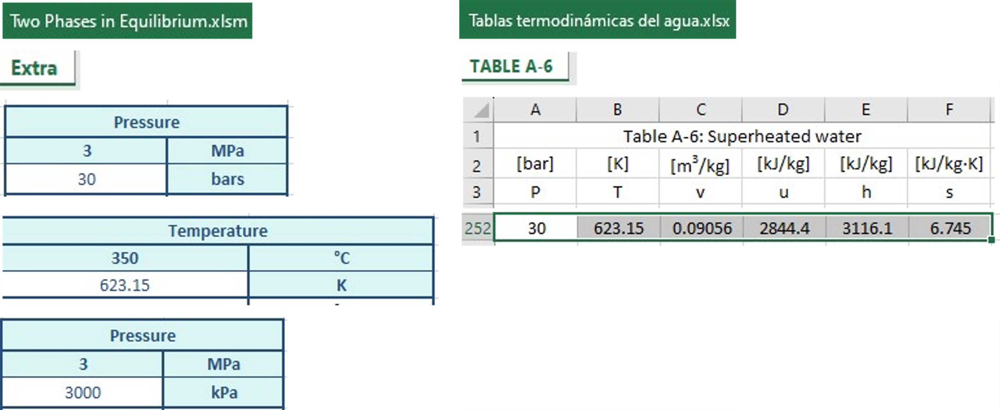 Two Phases in Equilibrium.xlsm
Extra
Pressure
3 MPa
30 bars
Temperature
350 °C
623.15 K
Pressure
3 MPa
3000 kPa
Tablas termodinámicas del agua.xlsx
TABLE A-6
A B C D E F
1 Table A-6: Superheated water
2 [bar] [K] [m³/kg] [kJ/kg] [kJ/kg] [kJ/kg·K]
3 P T v u h s
252 30 623.15 0.09056 2844.4 3116.1 6.745